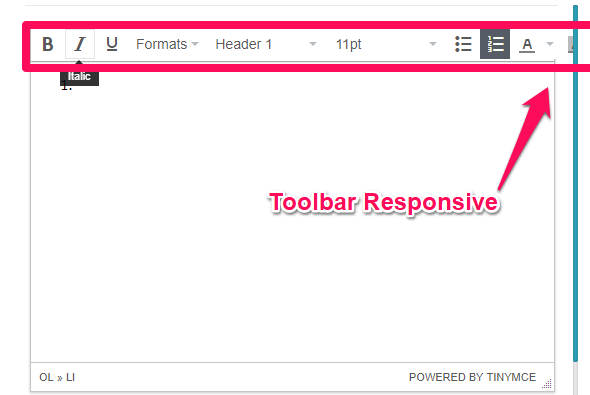 B I U Formats Header 1 11pt A
Italic
1.
Toolbar Responsive
OL » LI POWERED BY TINYMCE